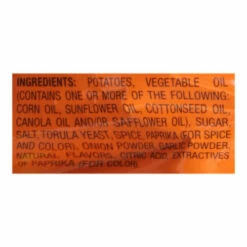 INGREDIENTS: POTATOES, VEGETABLE OIL
(CONTAINS ONE OR MORE OF THE FOLLOWING:
CORN OIL, SUNFLOWER OIL, COTTONSEED OIL,
CANOLA OIL AND/OR SAFFLOWER OIL), SUGAR,
SALT, TORULA YEAST, SPICE, PAPRIKA (FOR SPICE
AND COLOR), ONION POWDER, GARLIC POWDER,
NATURAL FLAVORS, CITRIC ACID, EXTRACTIVES
OF PAPRIKA (FOR COLOR).